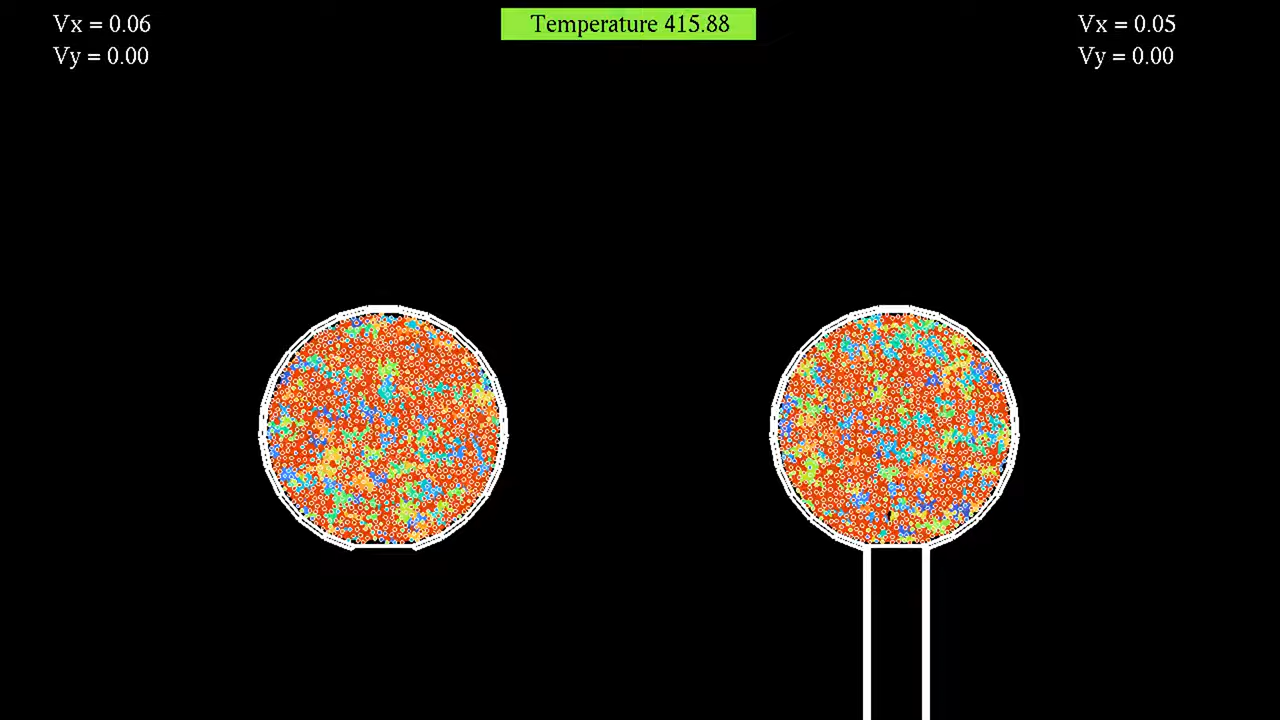 Vx = 0.06
Vy = 0.00
Temperature 415.88
Vx = 0.05
Vy = 0.00